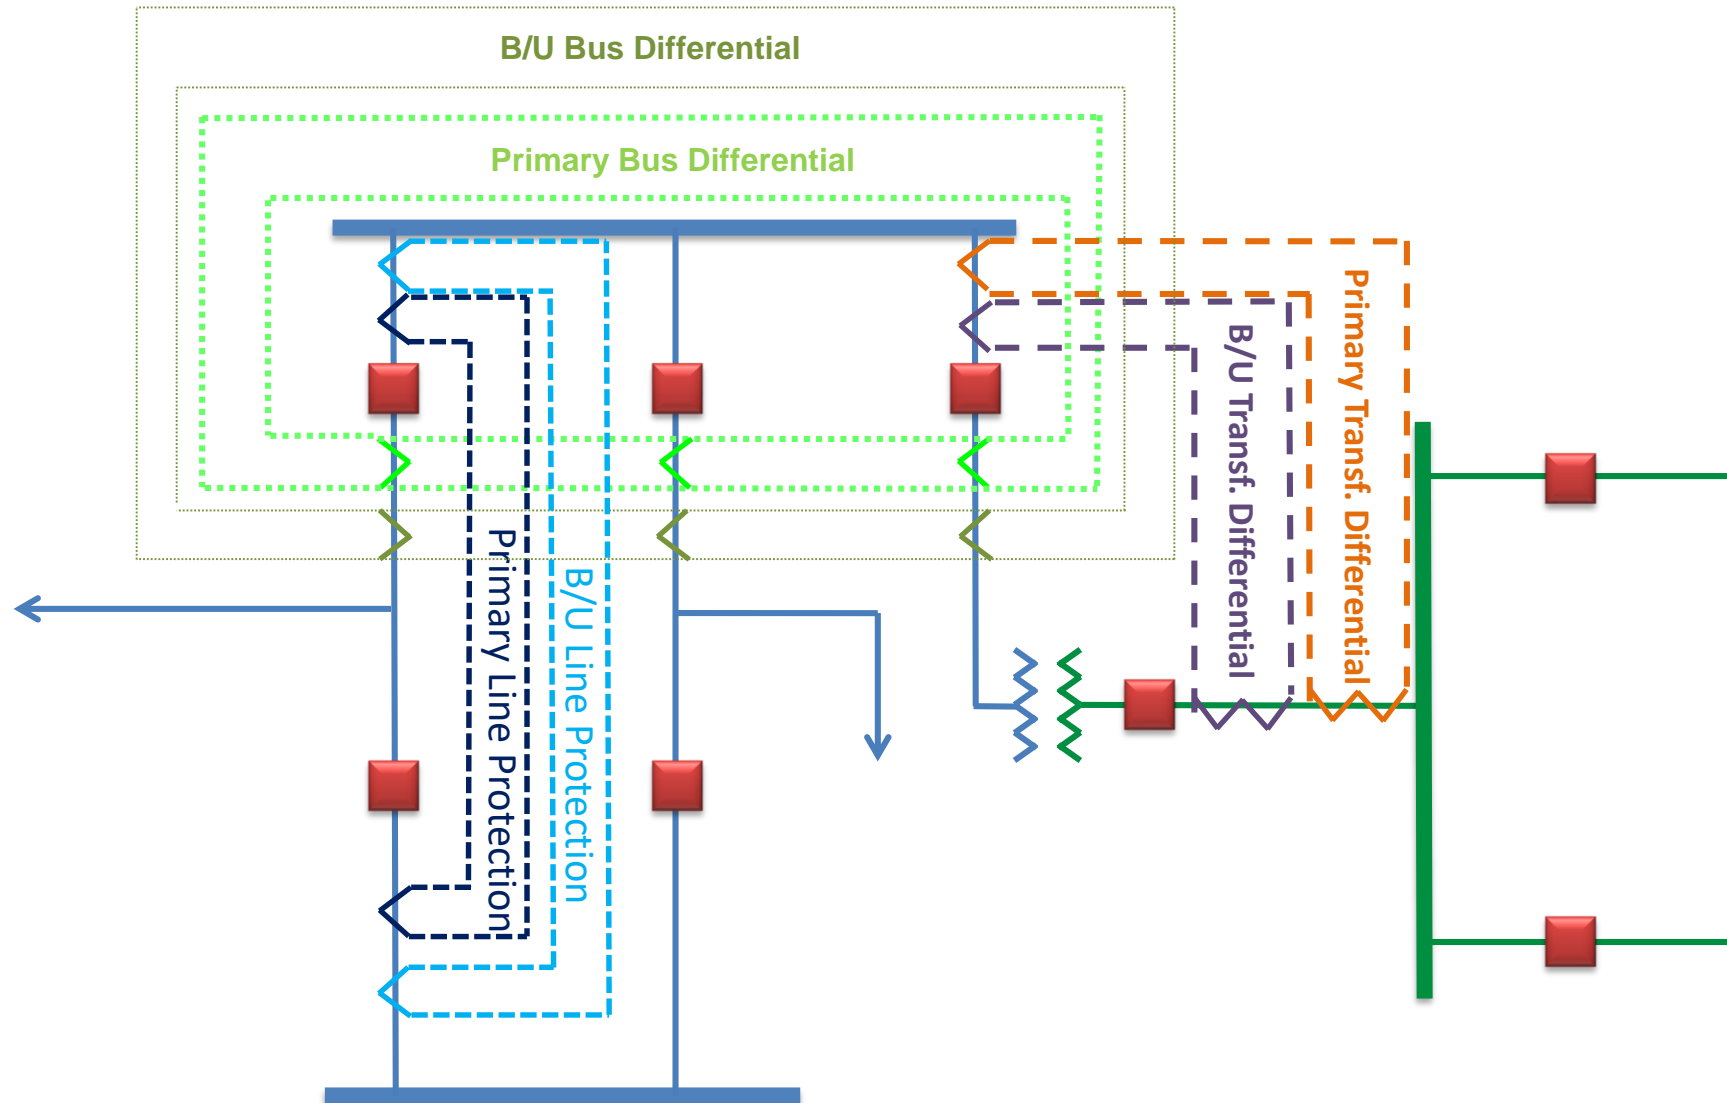 B/U Bus Differential
Primary Bus Differential
Primary Line Protection
B/U Line Protection
B/U Transf. Differential
Primary Transf. Differential